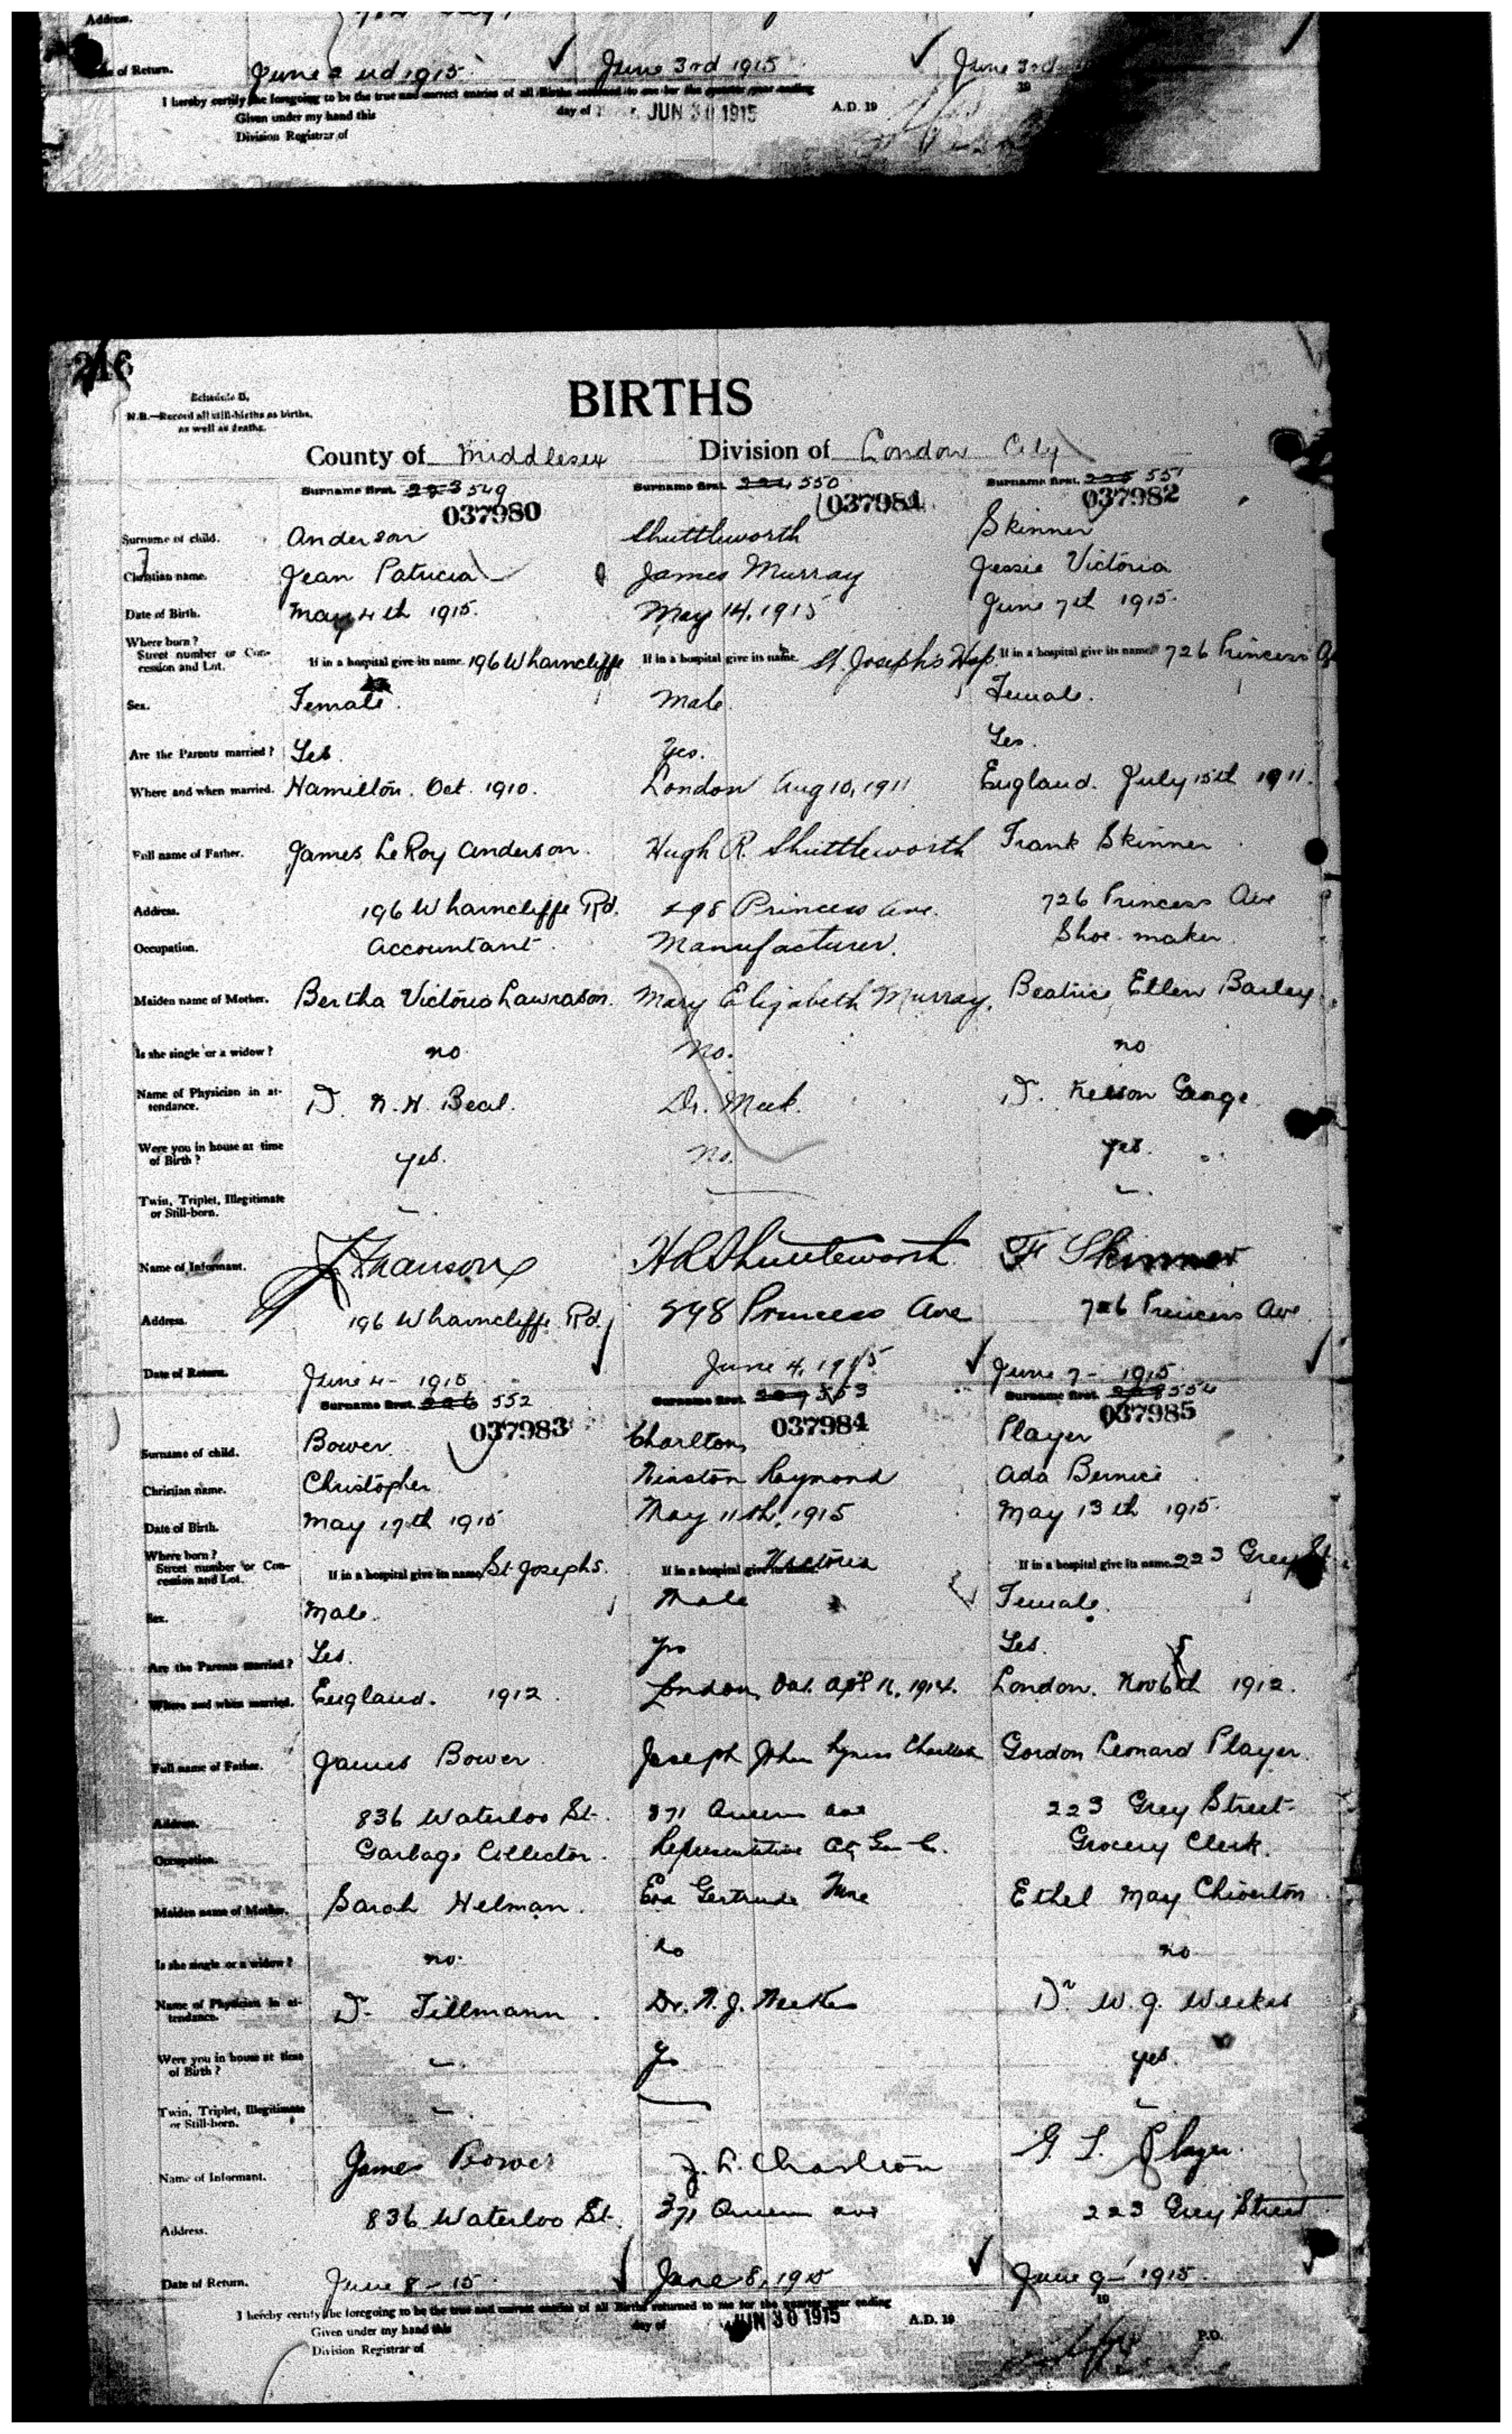 Address.
of Return. June 2nd 1915 June 3rd 1915 June 3rd
I hereby certify the foregoing to be the true and correct entries of all Births returned to me for the quarter year ending
Given under my hand this day of JUN 30 1915 A.D. 19
Division Registrar of
216
Schedule B.
N.B.—Record all still-births as births,
as well as deaths.
BIRTHS
County of Middlesex Division of London City
Surname first. 223 549 Surname first. 224 550 Surname first. 225 551
037980 037981 037982
Surname of child. Anderson Shuttleworth Skinner
Christian name. Jean Patricia James Murray Jessie Victoria
Date of Birth. May 4th 1915. May 14, 1915 June 7th 1915.
Where born?
Street number or Concession and Lot. If in a hospital give its name. 196 Wharncliffe If in a hospital give its name. St. Joseph's Hosp. If in a hospital give its name. 726 Princess
Sex. Female. Male. Female.
Are the Parents married? Yes. Yes. Yes.
Where and when married. Hamilton. Oct. 1910. London Aug 10, 1911 England. July 15th 1911.
Full name of Father. James LeRoy Anderson. Hugh R. Shuttleworth Frank Skinner
Address. 196 Wharncliffe Rd. 298 Princess Ave. 726 Princess Ave
Occupation. Accountant. Manufacturer. Shoe-maker
Maiden name of Mother. Bertha Victoria Lawrason. Mary Elizabeth Murray. Beatrice Ellen
Is she single or a widow? no No. no
Name of Physician in attendance. Dr. N.H. Beal. Dr. Meek. Dr. George
Were you in house at time
of Birth? yes. No. yes.
Twin, Triplet, Illegitimate
or Still-born. –. — –.
Name of Informant. H R Shuttleworth F Skinner
Address. 196 Wharncliffe Rd. 298 Princess Ave 726 Princess Ave
Date of Return. June 4 – 1915 June 4, 1915 June 7 – 1915
Surname first. 226 552 Surname first. 227 553 Surname first. 228 554
037983 037984 037985
Surname of child. Bower Charlton Player
Christian name. Christopher Winston Raymond Ada Bernice
Date of Birth. May 17th 1915 May 11th, 1915 May 13th 1915.
Where born?
Street number or Concession and Lot. If in a hospital give its name. St. Josephs. If in a hospital give its name. Victoria If in a hospital give its name. 223 Grey St.
Sex. Male. Male Female.
Are the Parents married? Yes. Yes Yes.
Where and when married. England. 1912. London, Ont. 1914. London. Nov 6th 1912.
Full name of Father. James Bower. Joseph John Charlton Gordon Leonard Player.
Address. 836 Waterloo St. 371 Queens Ave 223 Grey Street
Occupation. Garbage Collector. Representative Grocery Clerk.
Maiden name of Mother. Sarah Helman. Eva Gertrude Ethel May Chiverton
Is she single or a widow? no. No no
Name of Physician in attendance. Dr. Tillmann. Dr. W. J. Weekes Dr. W. J. Weekes
Were you in house at time
of Birth? –. Yes yes.
Twin, Triplet, Illegitimate
or Still-born. –. — –.
Name of Informant. James Bower J. L. Charlton G. L. Player.
Address. 836 Waterloo St. 371 Queens ave 223 Grey Street
Date of Return. June 8 – 15 June 8, 1915 June 9 – 1915.
I hereby certify the foregoing to be the true and correct entries of all Births returned to me for the quarter year ending 19
Given under my hand this day of JUN 30 1915 A.D. 19
Division Registrar of P.O.